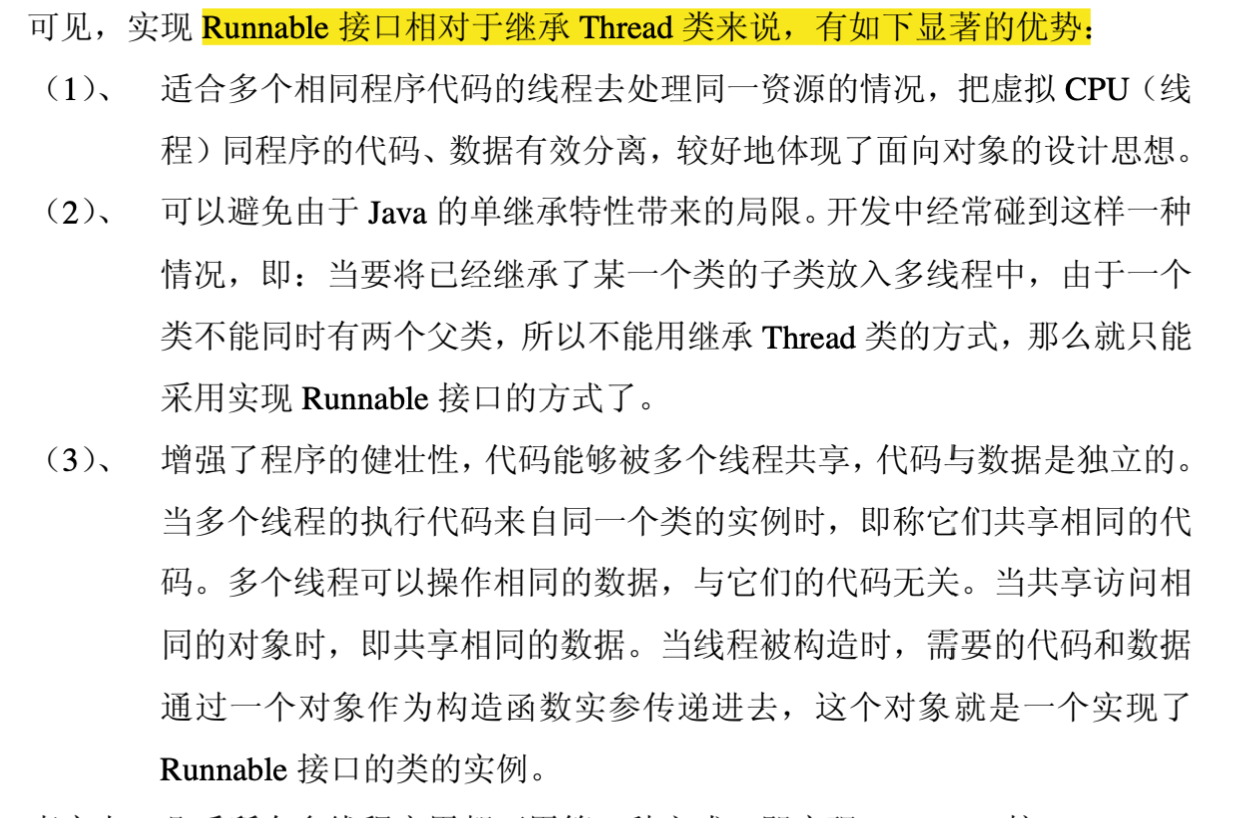 可见，实现 Runnable 接口相对于继承 Thread 类来说，有如下显著的优势：
（1）、 适合多个相同程序代码的线程去处理同一资源的情况，把虚拟 CPU（线
程）同程序的代码、数据有效分离，较好地体现了面向对象的设计思想。
（2）、 可以避免由于 Java 的单继承特性带来的局限。开发中经常碰到这样一种
情况，即：当要将已经继承了某一个类的子类放入多线程中，由于一个
类不能同时有两个父类，所以不能用继承 Thread 类的方式，那么就只能
采用实现 Runnable 接口的方式了。
（3）、 增强了程序的健壮性，代码能够被多个线程共享，代码与数据是独立的。
当多个线程的执行代码来自同一个类的实例时，即称它们共享相同的代
码。多个线程可以操作相同的数据，与它们的代码无关。当共享访问相
同的对象时，即共享相同的数据。当线程被构造时，需要的代码和数据
通过一个对象作为构造函数实参传递进去，这个对象就是一个实现了
Runnable 接口的类的实例。